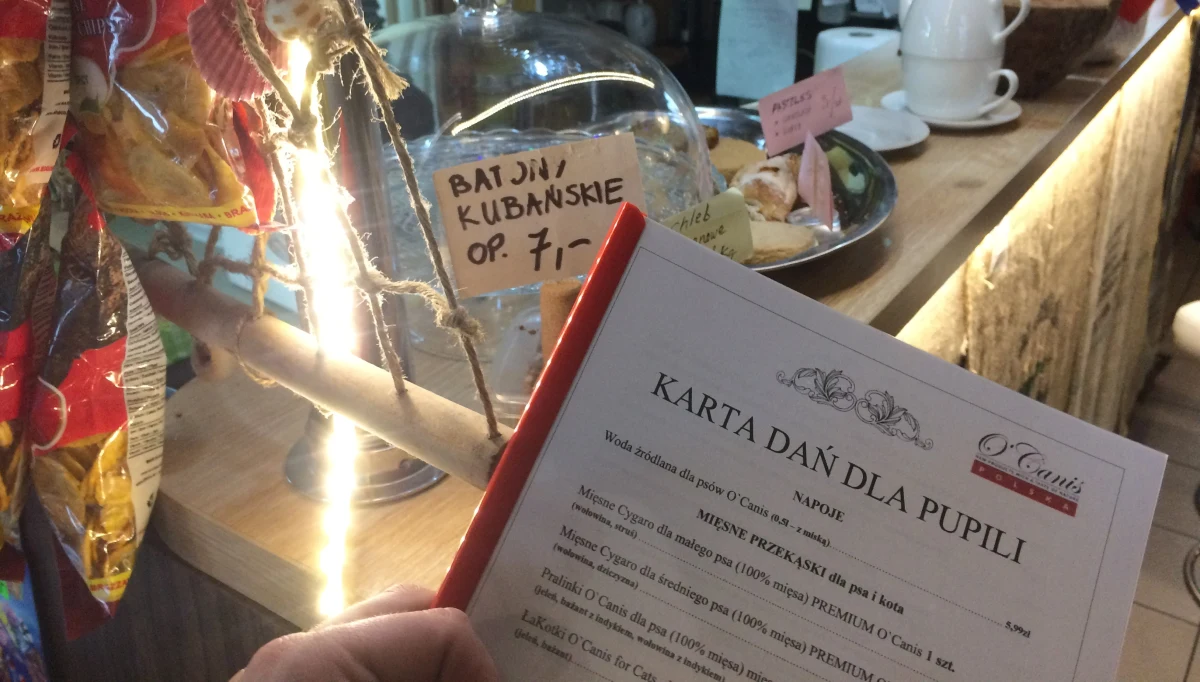 BATONY
KUBAŃSKIE
OP. 7,-
chleb
KARTA DAŃ DLA PUPILI
O'Canis
POLSKA
NAPOJE
Woda źródlana dla psów O'Canis (0,5l - z miską) 5,99zł
MIĘSNE PRZEKĄSKI dla psa i kota
Mięsne Cygaro dla małego psa (100% mięsa) PREMIUM O'Canis 1 szt.
(wołowina, struś)
Mięsne Cygaro dla średniego psa (100% mięsa) PREMIUM
(wołowina, dziczyzna)
Pralinki O'Canis dla psa (100% mięsa)
(jeleń, bażant z indykiem, wołowina z indykiem)
ŁaKotki O'Canis for Cats
(jeleń, bażant)